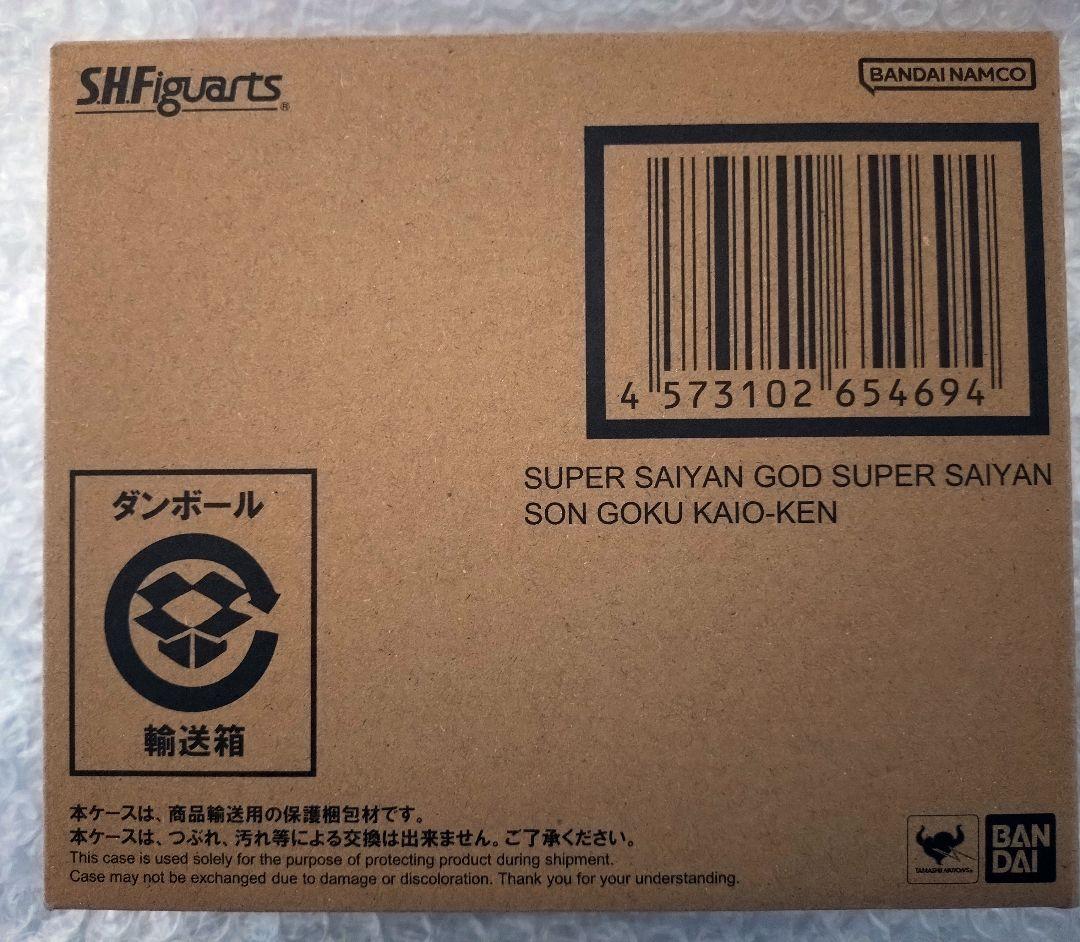 S.H.Figuarts®
BANDAI NAMCO
4 573102 654694
SUPER SAIYAN GOD SUPER SAIYAN
SON GOKU KAIO-KEN
ダンボール
輸送箱
本ケースは、商品輸送用の保護梱包材です。
本ケースは、つぶれ、汚れ等による交換は出来ません。ご了承ください。
This case is used solely for the purpose of protecting product during shipment.
Case may not be exchanged due to damage or discoloration. Thank you for your understanding.
TAMASHII NATIONS®
BAN
DAI